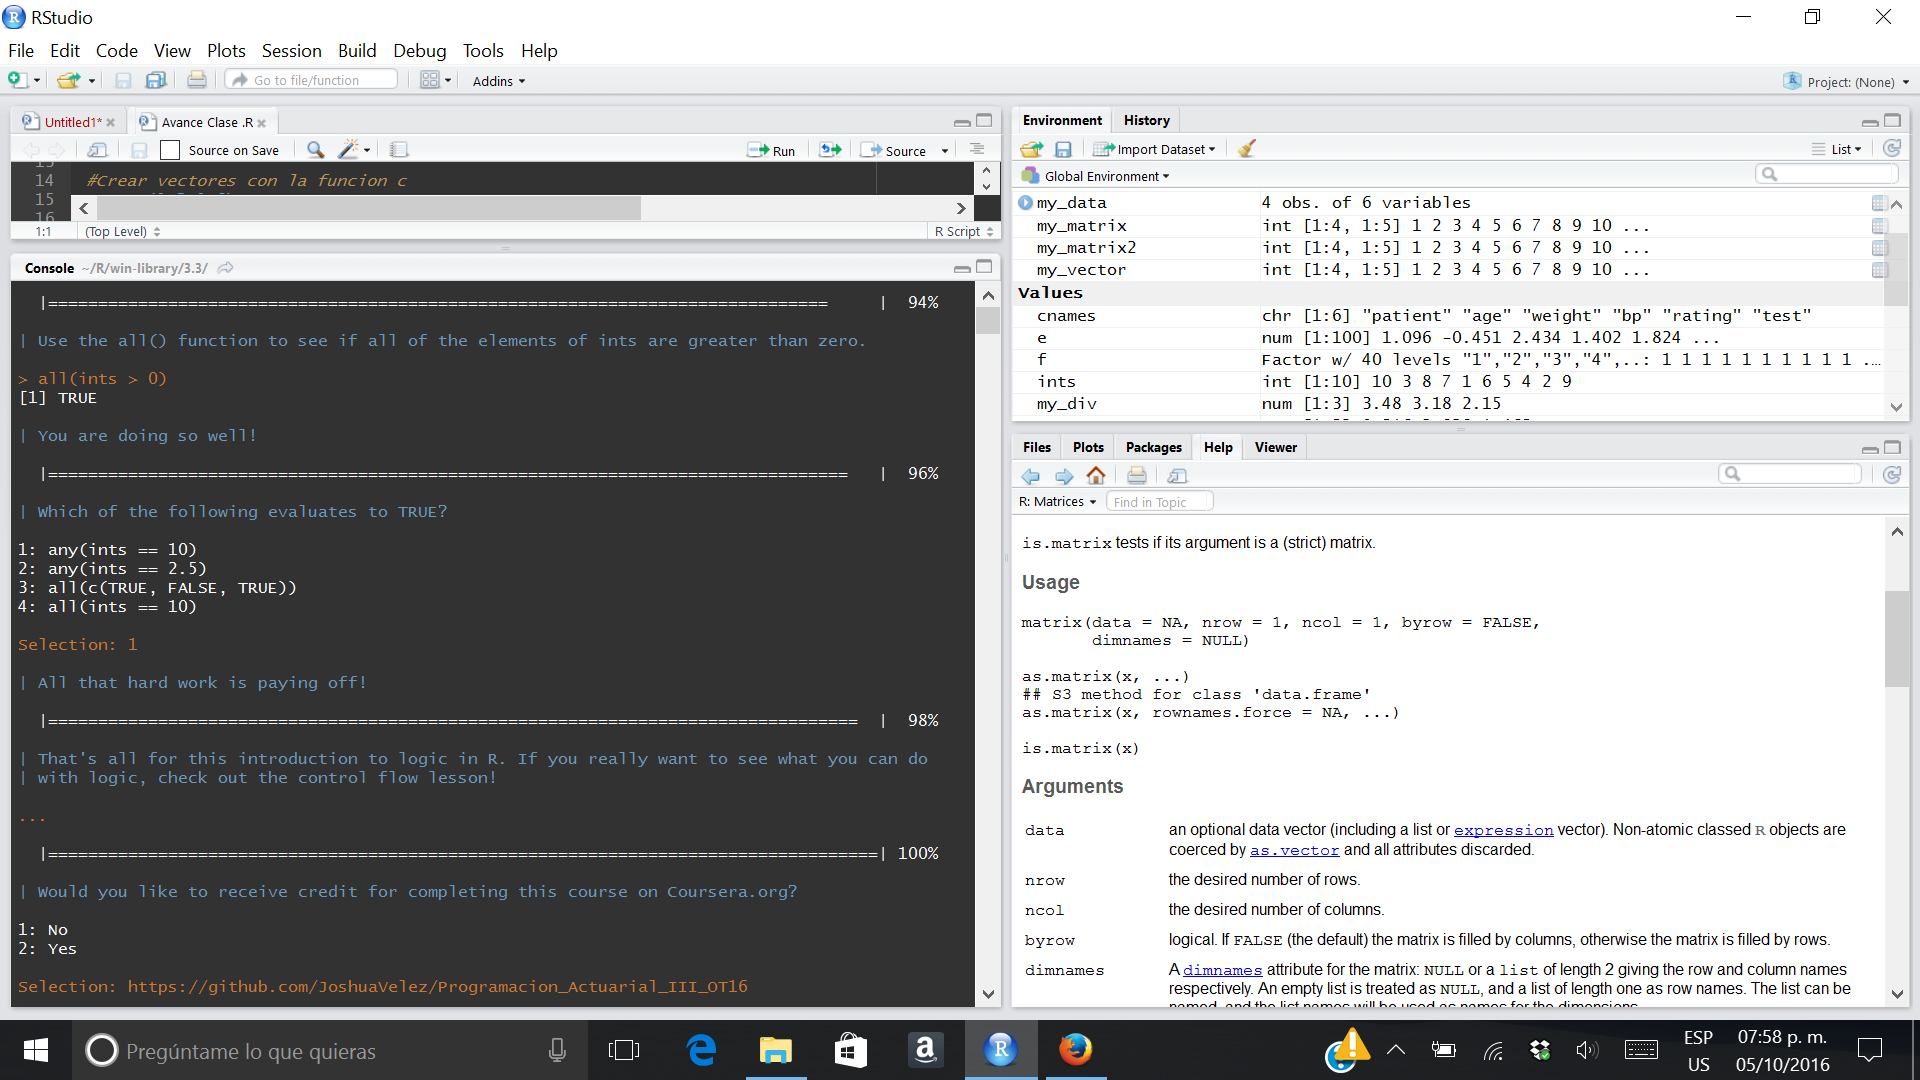 RStudio
File Edit Code View Plots Session Build Debug Tools Help
Go to file/function Addins Project: (None)
Untitled1* Avance Clase .R
Source on Save Run Source
14 #Crear vectores con la funcion c
15
16
1:1 (Top Level) R Script
Console ~/R/win-library/3.3/
|============================================================================== | 94%
| Use the all() function to see if all of the elements of ints are greater than zero.
> all(ints > 0)
[1] TRUE
| You are doing so well!
|================================================================================ | 96%
| Which of the following evaluates to TRUE?
1: any(ints == 10)
2: any(ints == 2.5)
3: all(c(TRUE, FALSE, TRUE))
4: all(ints == 10)
Selection: 1
| All that hard work is paying off!
|================================================================================= | 98%
| That's all for this introduction to logic in R. If you really want to see what you can do
| with logic, check out the control flow lesson!
...
|===================================================================================| 100%
| Would you like to receive credit for completing this course on Coursera.org?
1: No
2: Yes
Selection: https://github.com/JoshuaVelez/Programacion_Actuarial_III_OT16
Environment History
Import Dataset List
Global Environment
my_data 4 obs. of 6 variables
my_matrix int [1:4, 1:5] 1 2 3 4 5 6 7 8 9 10 ...
my_matrix2 int [1:4, 1:5] 1 2 3 4 5 6 7 8 9 10 ...
my_vector int [1:4, 1:5] 1 2 3 4 5 6 7 8 9 10 ...
Values
cnames chr [1:6] "patient" "age" "weight" "bp" "rating" "test"
e num [1:100] 1.096 -0.451 2.434 1.402 1.824 ...
f Factor w/ 40 levels "1","2","3","4",..: 1 1 1 1 1 1 1 1 1 1 ...
ints int [1:10] 10 3 8 7 1 6 5 4 2 9
my_div num [1:3] 3.48 3.18 2.15
Files Plots Packages Help Viewer
R: Matrices Find in Topic
is.matrix tests if its argument is a (strict) matrix.
Usage
matrix(data = NA, nrow = 1, ncol = 1, byrow = FALSE,
dimnames = NULL)
as.matrix(x, ...)
## S3 method for class 'data.frame'
as.matrix(x, rownames.force = NA, ...)
is.matrix(x)
Arguments
data an optional data vector (including a list or expression vector). Non-atomic classed R objects are
coerced by as.vector and all attributes discarded.
nrow the desired number of rows.
ncol the desired number of columns.
byrow logical. If FALSE (the default) the matrix is filled by columns, otherwise the matrix is filled by rows.
dimnames A dimnames attribute for the matrix: NULL or a list of length 2 giving the row and column names
respectively. An empty list is treated as NULL, and a list of length one as row names. The list can be
named, and the list names will be used as names for the dimensions.
Pregúntame lo que quieras
ESP 07:58 p. m.
US 05/10/2016